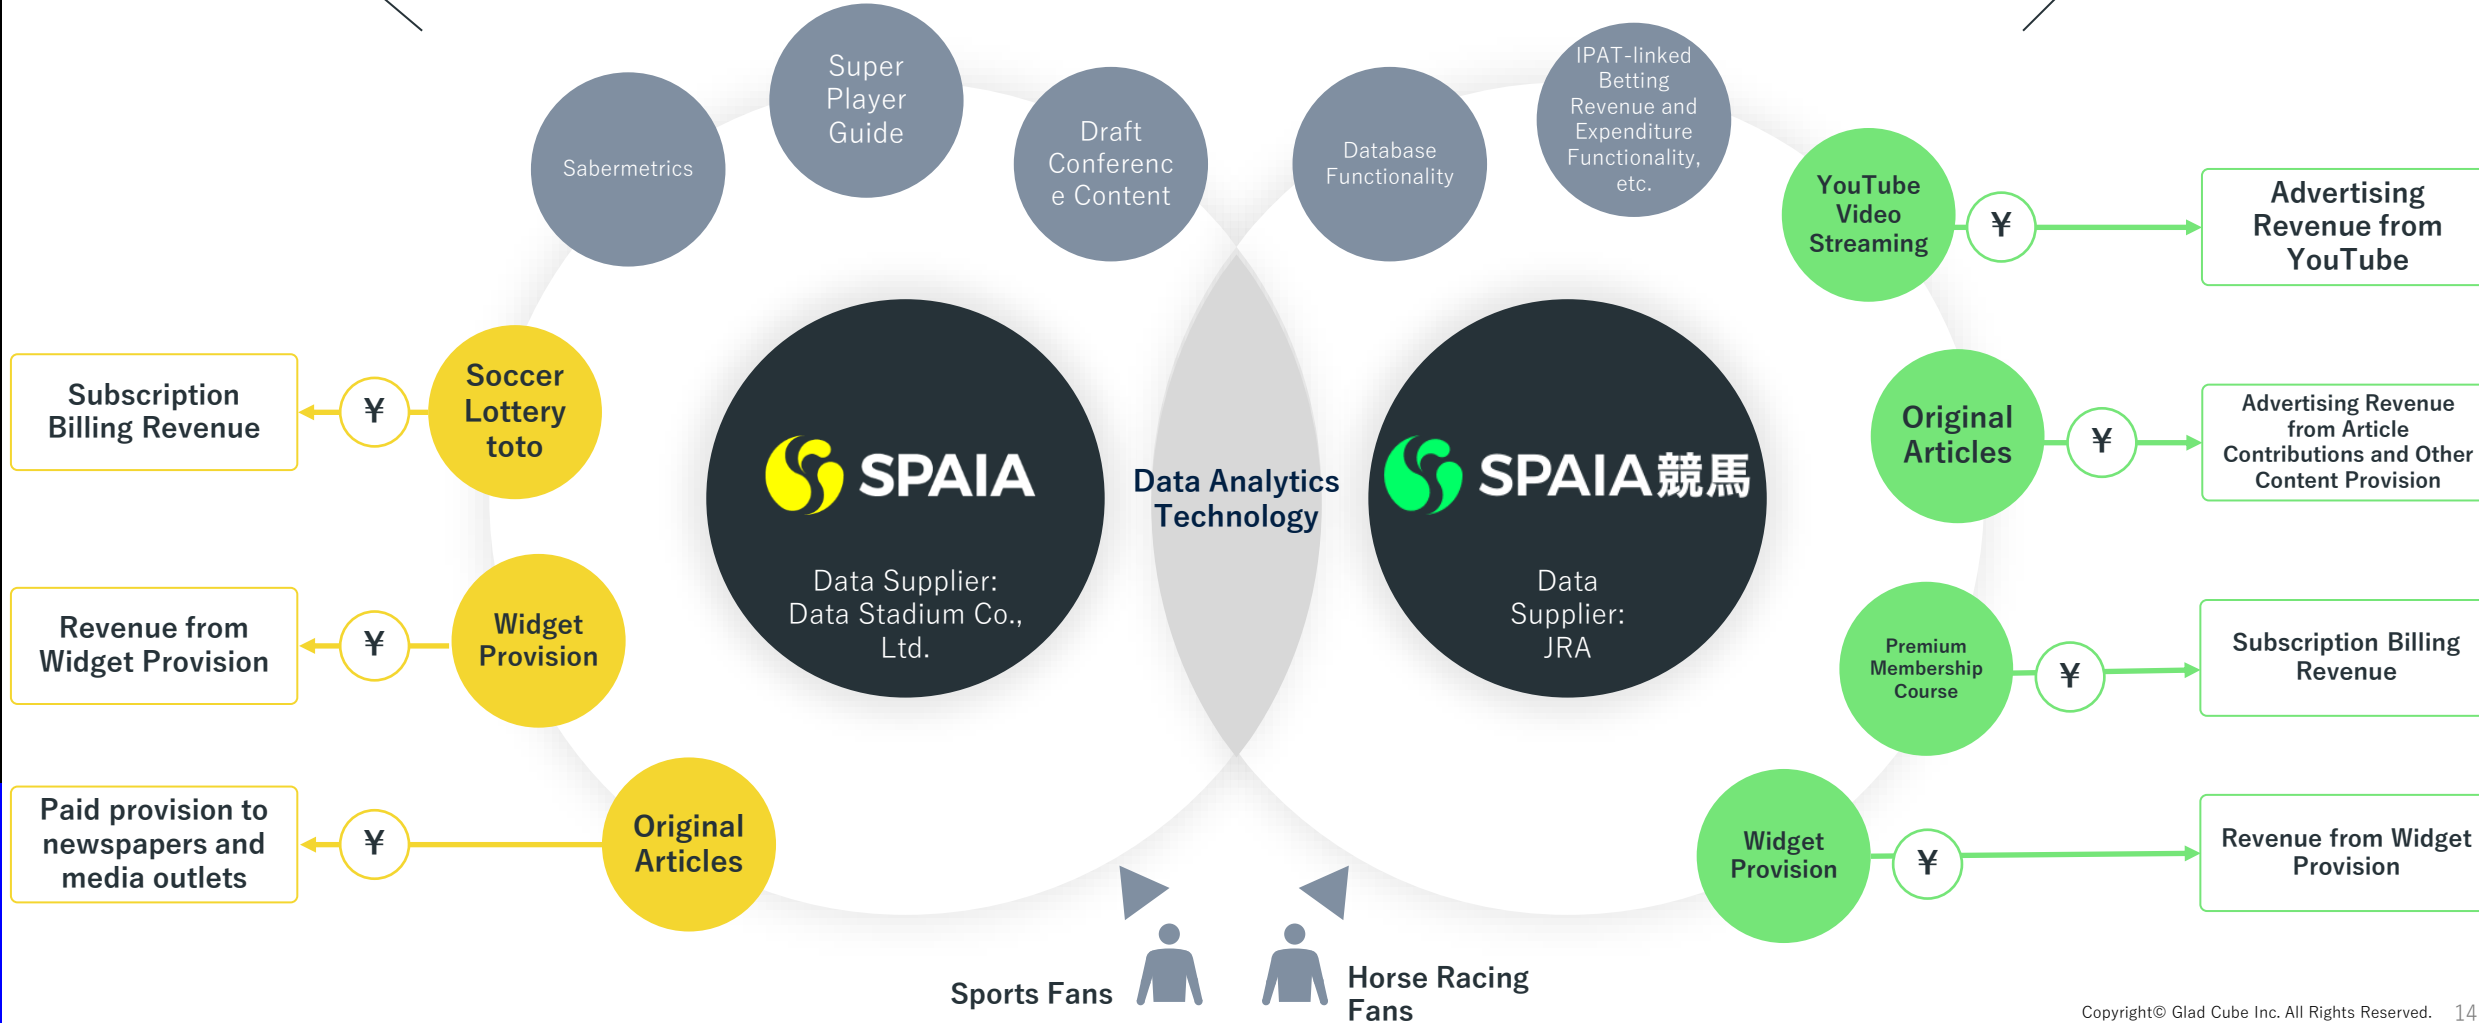 Super
Player
Guide
Sabermetrics
Draft
Conferenc
e Content
Database
Functionality
IPAT-linked
Betting
Revenue and
Expenditure
Functionality,
etc.
YouTube
Video
Streaming
¥
Advertising
Revenue from
YouTube
Subscription
Billing Revenue
¥
Soccer
Lottery
toto
SPAIA
Data Supplier:
Data Stadium Co.,
Ltd.
Data Analytics
Technology
SPAIA競馬
Data
Supplier:
JRA
Original
Articles
¥
Advertising Revenue
from Article
Contributions and Other
Content Provision
Revenue from
Widget Provision
¥
Widget
Provision
Premium
Membership
Course
¥
Subscription Billing
Revenue
Paid provision to
newspapers and
media outlets
¥
Original
Articles
Widget
Provision
¥
Revenue from Widget
Provision
Sports Fans
Horse Racing
Fans
Copyright© Glad Cube Inc. All Rights Reserved.
14